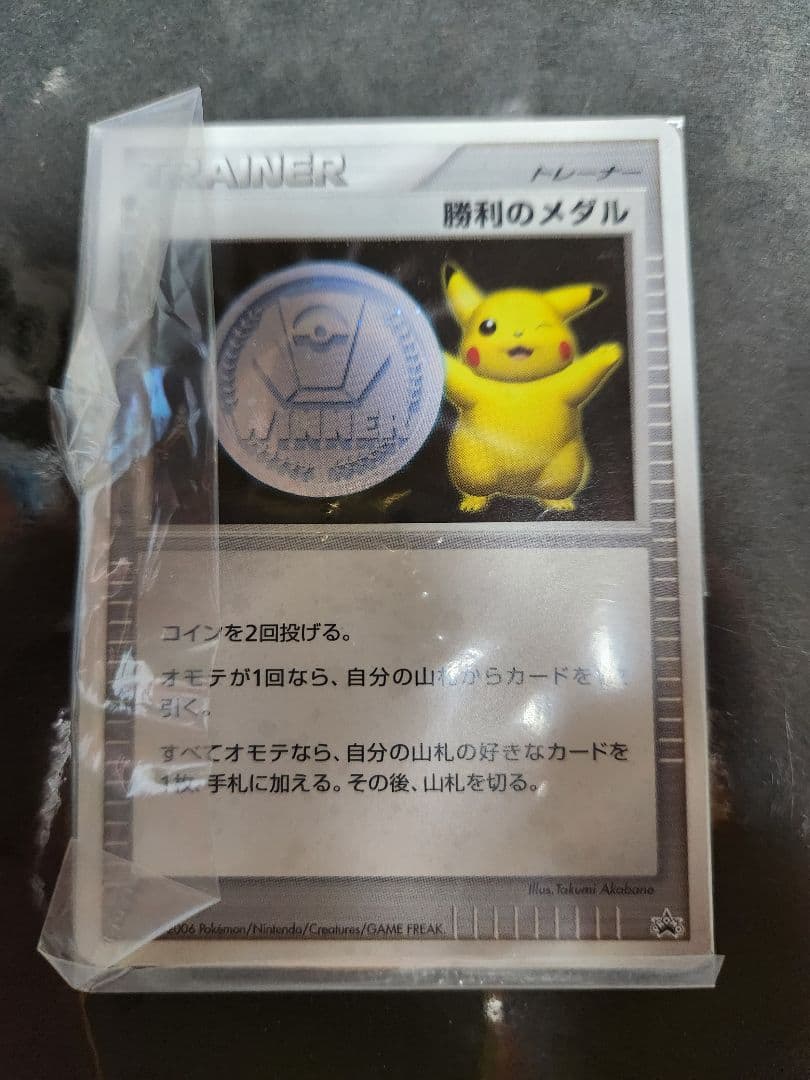 TRAINER
トレーナー
勝利のメダル
WINNER
コインを2回投げる。
オモテが1回なら、自分の山札からカードを
引く。
すべてオモテなら、自分の山札の好きなカードを
1枚、手札に加える。その後、山札を切る。
Illus. Takumi Akabane
2006 Pokémon/Nintendo/Creatures/GAME FREAK.